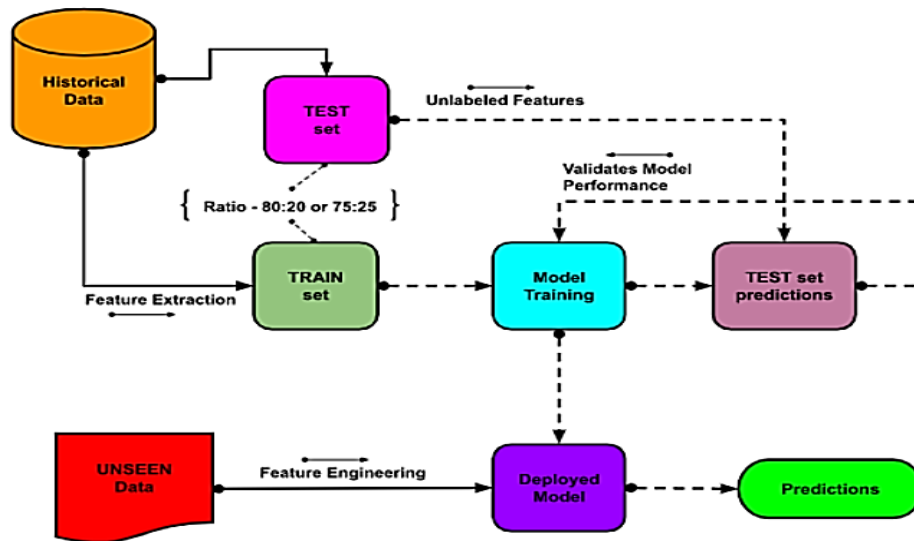 Historical
Data
TEST
set
Unlabeled Features
Validates Model
Performance
{ Ratio - 80:20 or 75:25 }
TRAIN
set
Feature Extraction
Model
Training
TEST set
predictions
UNSEEN
Data
Feature Engineering
Deployed
Model
Predictions